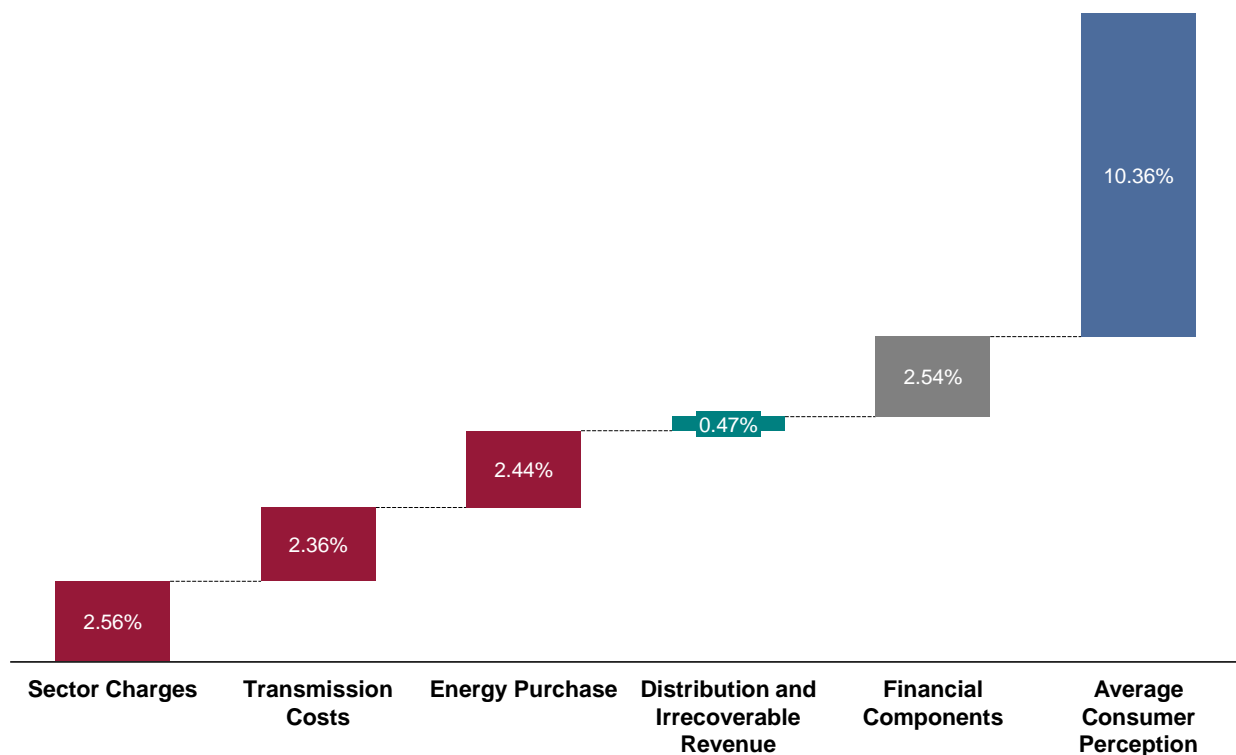 10.36%
2.54%
0.47%
2.44%
2.36%
2.56%
Sector Charges
Transmission
Costs
Energy Purchase
Distribution and
Irrecoverable
Revenue
Financial
Components
Average
Consumer
Perception